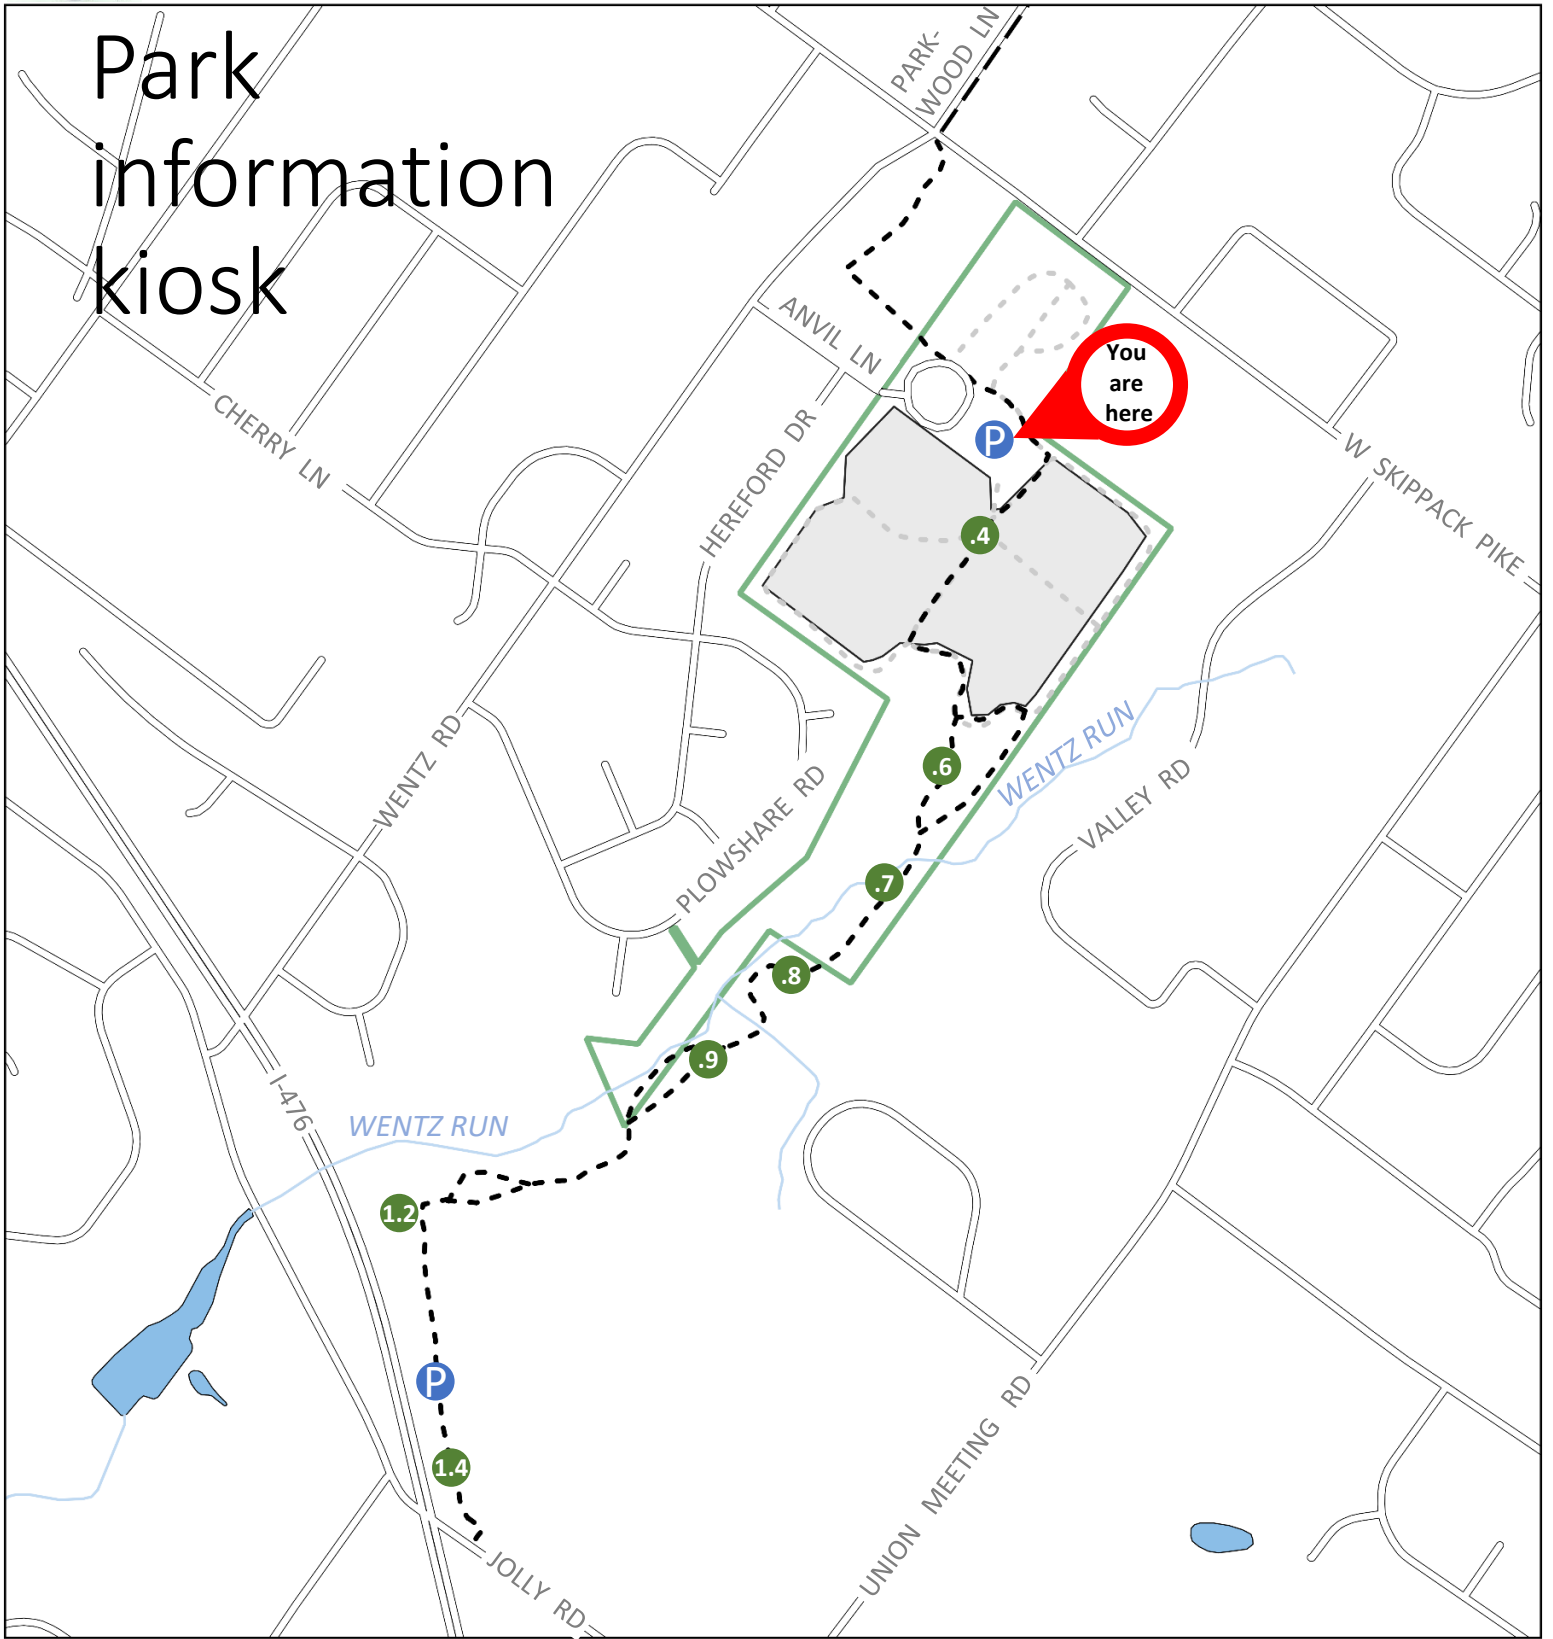 Park
information
kiosk
PARK-
WOOD LN
ANVIL LN
You
are
here
P
CHERRY LN
HEREFORD DR
W SKIPPACK PIKE
.4
WENTZ RD
PLOWSHARE RD
WENTZ RUN
VALLEY RD
.6
.7
.8
.9
I-476
WENTZ RUN
1.2
P
1.4
JOLLY RD
UNION MEETING RD